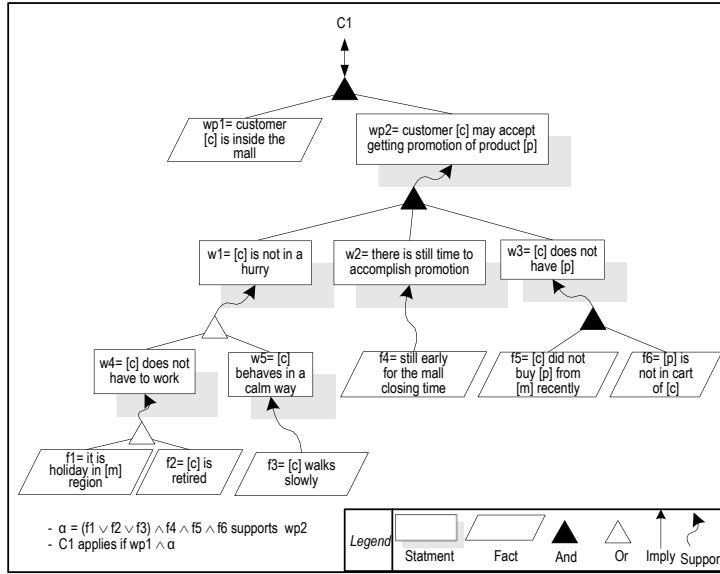 C1
wp1= customer
[c] is inside the
mall
wp2= customer [c] may accept
getting promotion of product [p]
w1= [c] is not in a
hurry
w2= there is still time to
accomplish promotion
w3= [c] does not
have [p]
w4= [c] does not
have to work
w5= [c]
behaves in a
calm way
f4= still early
for the mall
closing time
f5= [c] did not
buy [p] from
[m] recently
f6= [p] is
not in cart
of [c]
f1= it is
holiday in [m]
region
f2= [c] is
retired
f3= [c] walks
slowly
- α = (f1 ∨ f2 ∨ f3) ∧ f4 ∧ f5 ∧ f6 supports wp2
- C1 applies if wp1 ∧ α
Legend
Statment
Fact
And
Or
Imply
Support